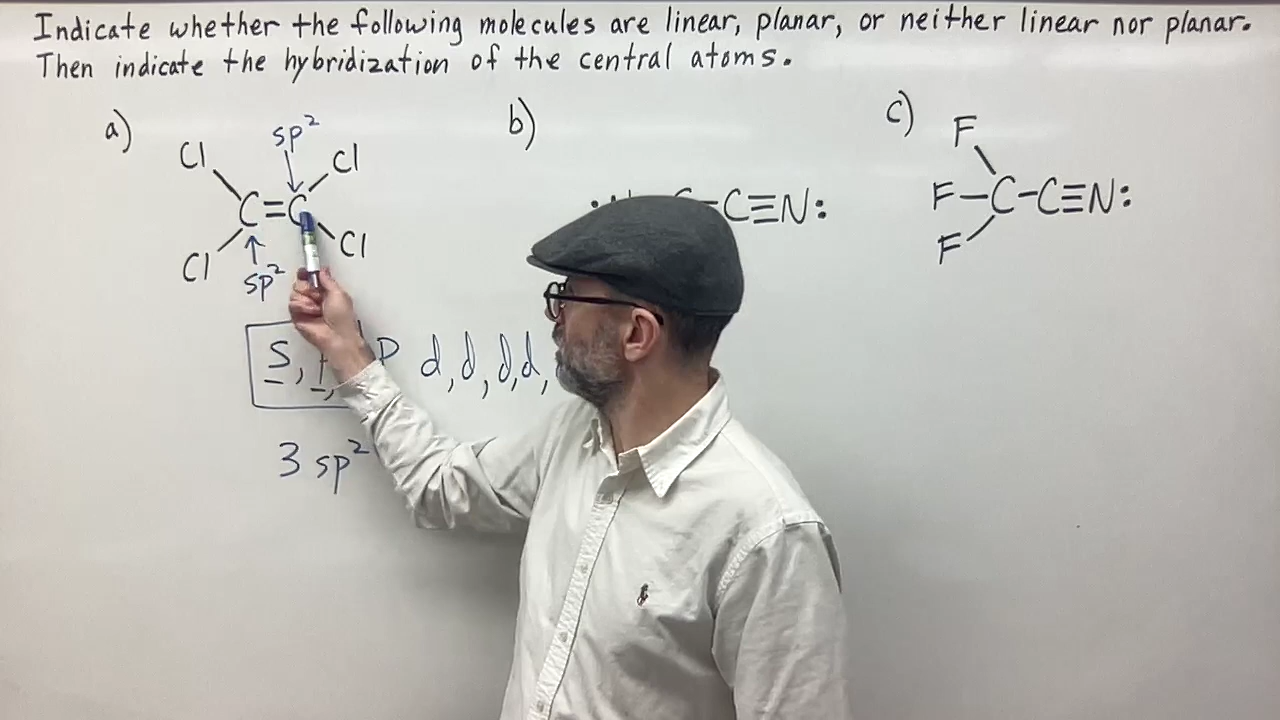 Indicate whether the following molecules are linear, planar, or neither linear nor planar.
Then indicate the hybridization of the central atoms.
a)
sp²
Cl Cl
C=C
Cl Cl
sp²
S, P d, d, d, d,
3 sp²
b)
-C≡N:
c)
F
F-C-C≡N:
F